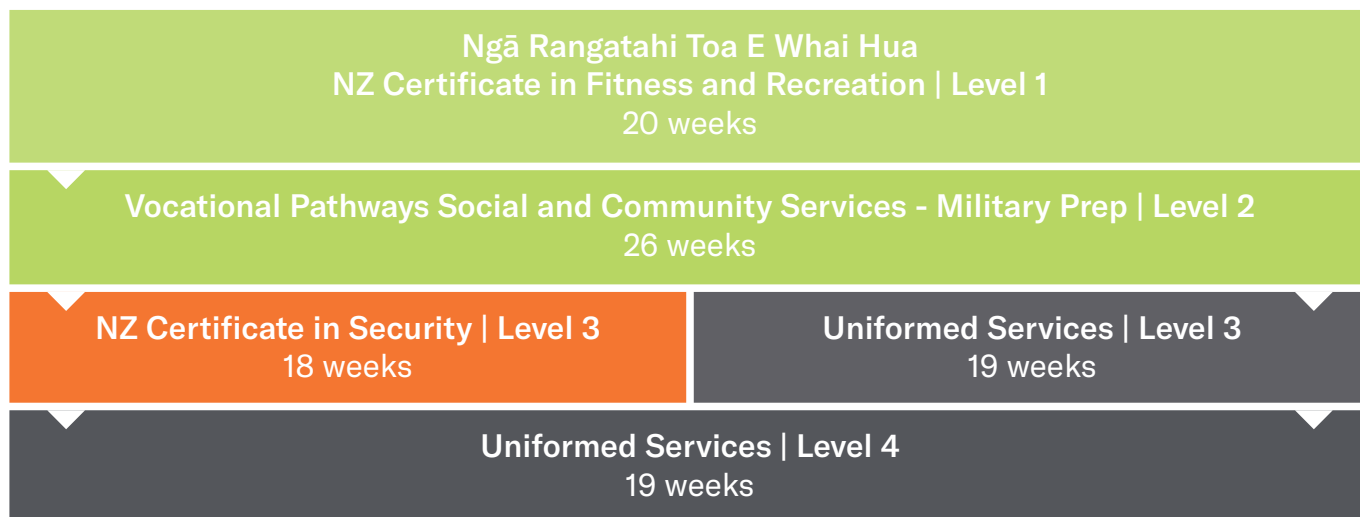 Ngā Rangatahi Toa E Whai Hua
NZ Certificate in Fitness and Recreation | Level 1
20 weeks
Vocational Pathways Social and Community Services - Military Prep | Level 2
26 weeks
NZ Certificate in Security | Level 3
18 weeks
Uniformed Services | Level 3
19 weeks
Uniformed Services | Level 4
19 weeks